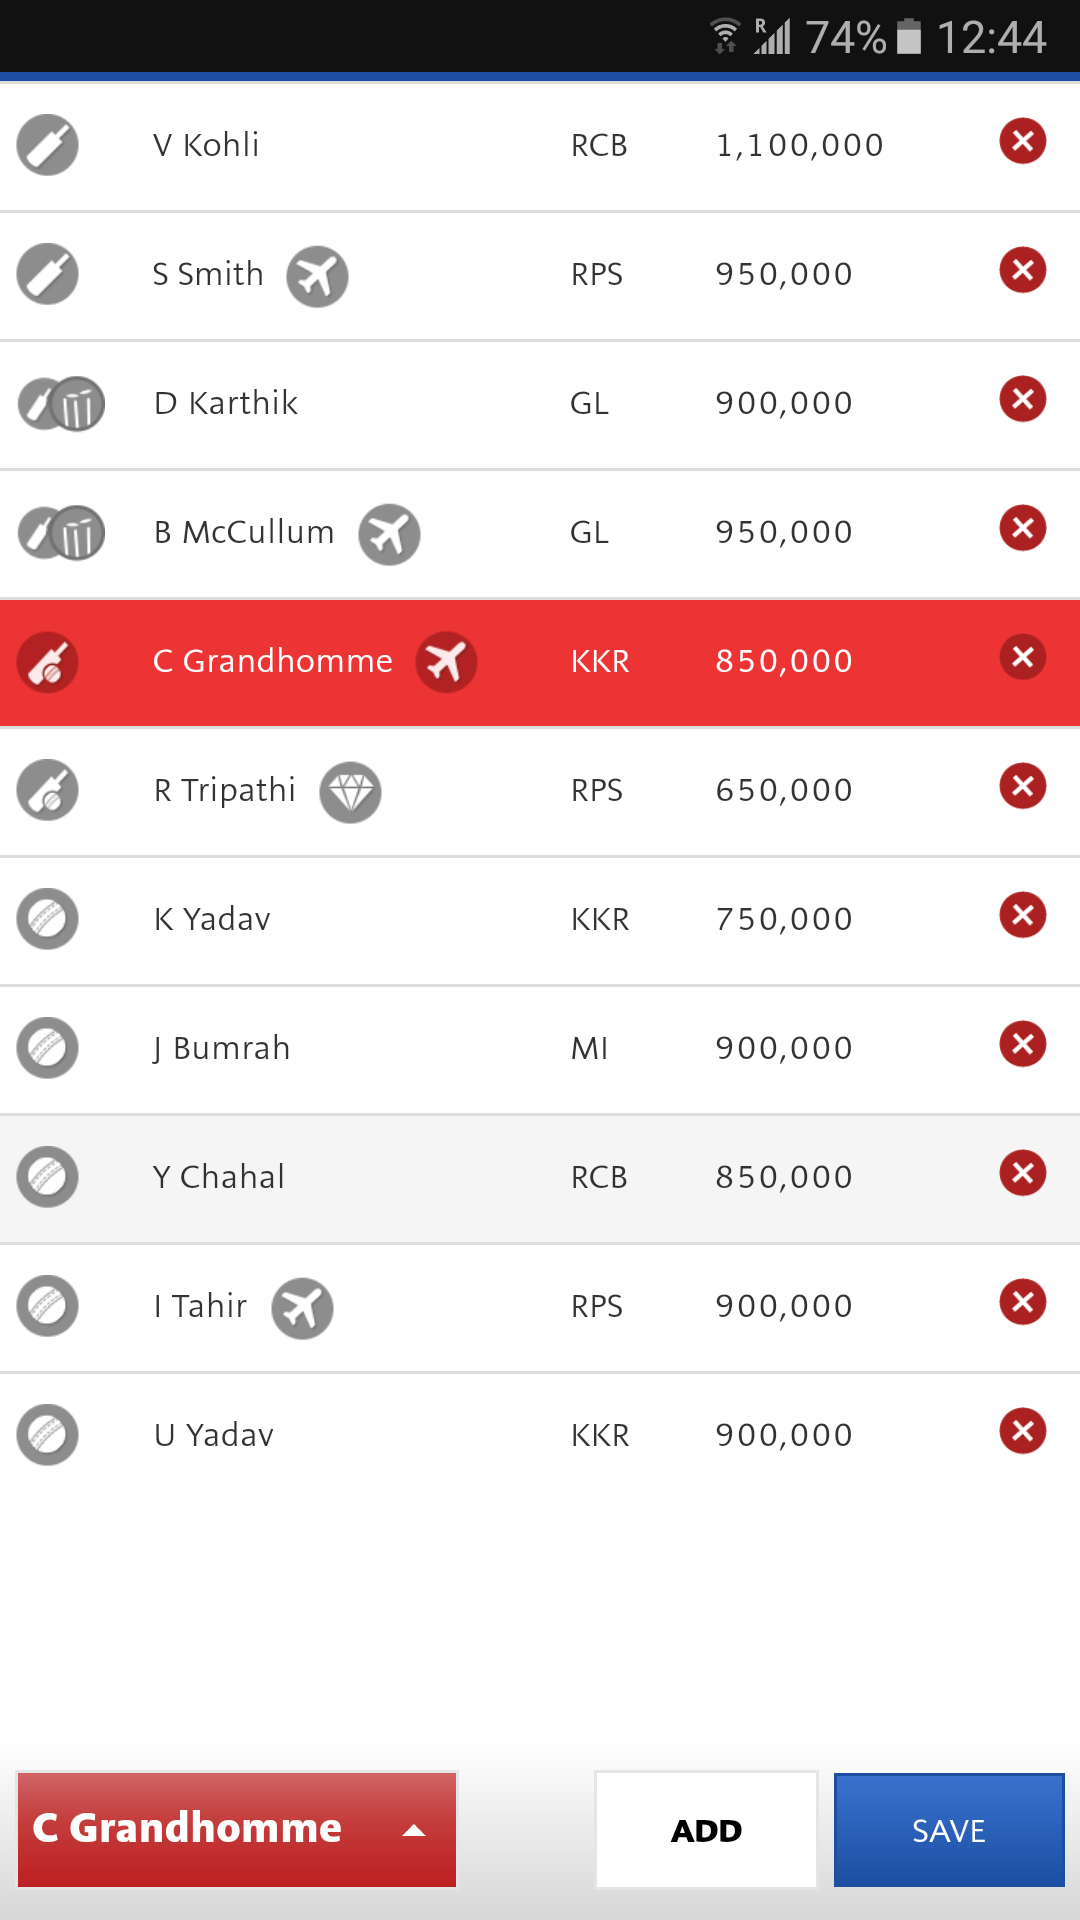 R 74% 12:44
V Kohli RCB 1,100,000
S Smith RPS 950,000
D Karthik GL 900,000
B McCullum GL 950,000
C Grandhomme KKR 850,000
R Tripathi RPS 650,000
K Yadav KKR 750,000
J Bumrah MI 900,000
Y Chahal RCB 850,000
I Tahir RPS 900,000
U Yadav KKR 900,000
C Grandhomme ADD SAVE